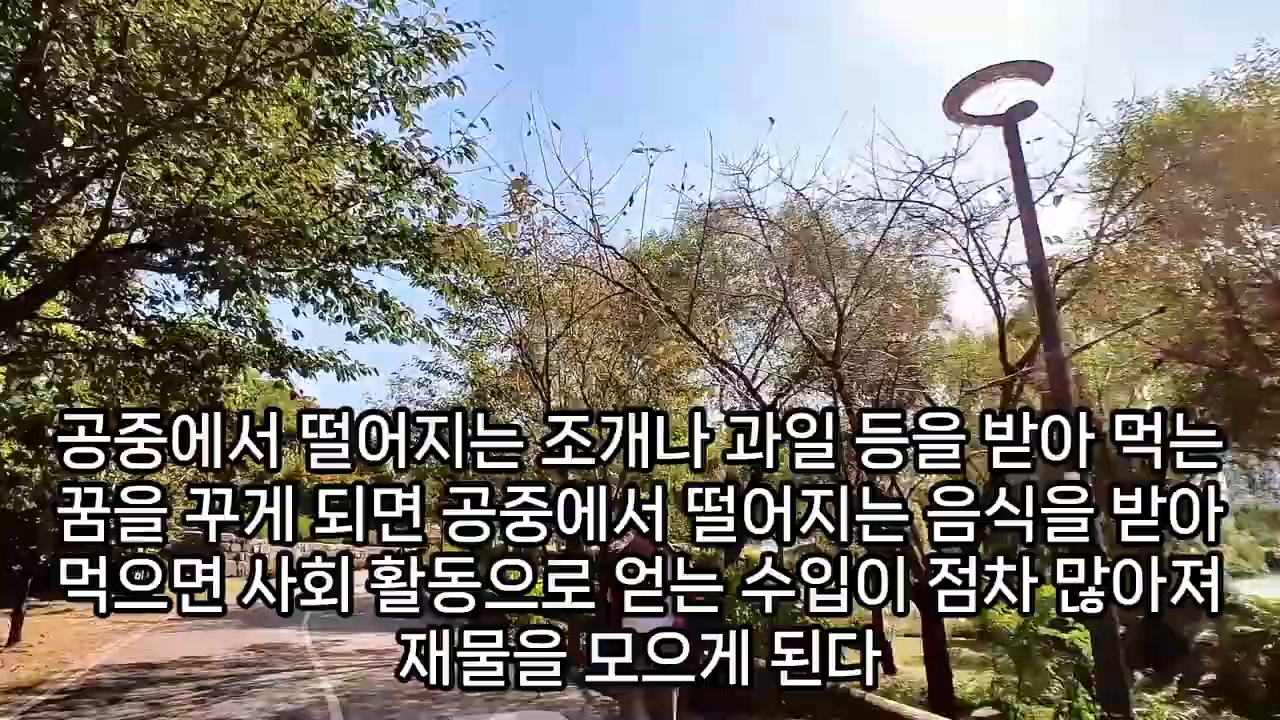 공중에서 떨어지는 조개나 과일 등을 받아 먹는
꿈을 꾸게 되면 공중에서 떨어지는 음식을 받아
먹으면 사회 활동으로 얻는 수입이 점차 많아져
재물을 모으게 된다